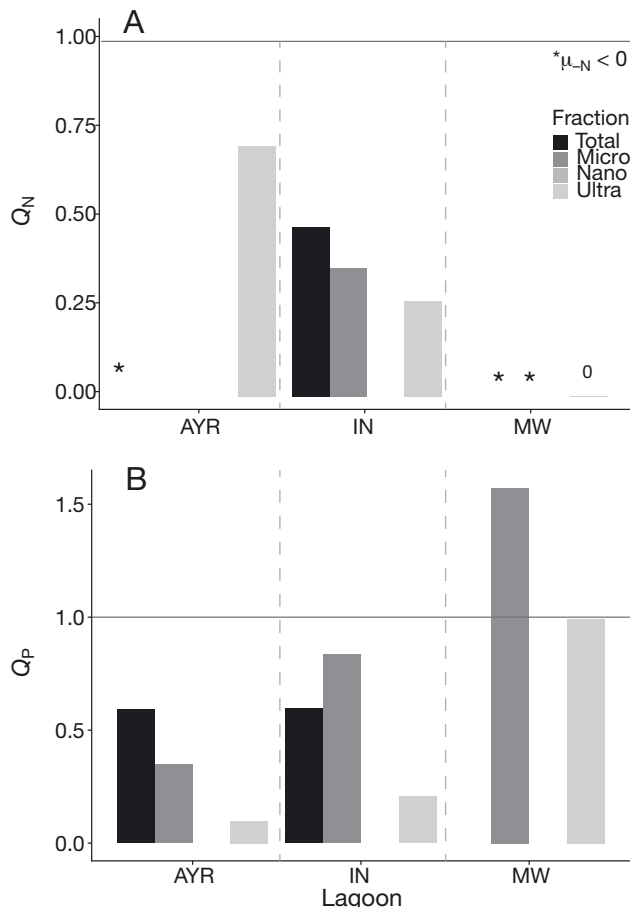 A
1.00
*μ–N < 0
Fraction
Total
Micro
Nano
Ultra
0.75
QN
0.50
0.25
* * * 0
0.00
AYR IN MW
B
1.5
1.0
QP
0.5
0.0
AYR IN MW
Lagoon